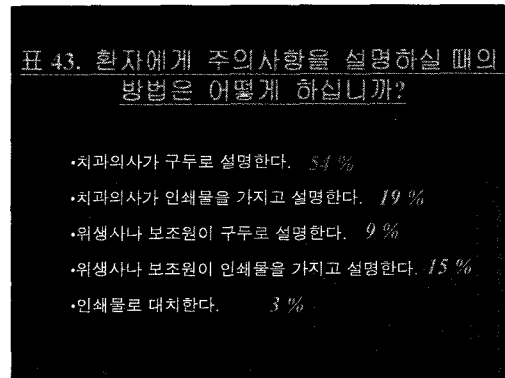 표 43. 환자에게 주의사항을 설명하실 때의
방법은 어떻게 하십니까?
•치과의사가 구두로 설명한다. 54 %
•치과의사가 인쇄물을 가지고 설명한다. 19 %
•위생사나 보조원이 구두로 설명한다. 9 %
•위생사나 보조원이 인쇄물을 가지고 설명한다. 15 %
•인쇄물로 대치한다. 3 %